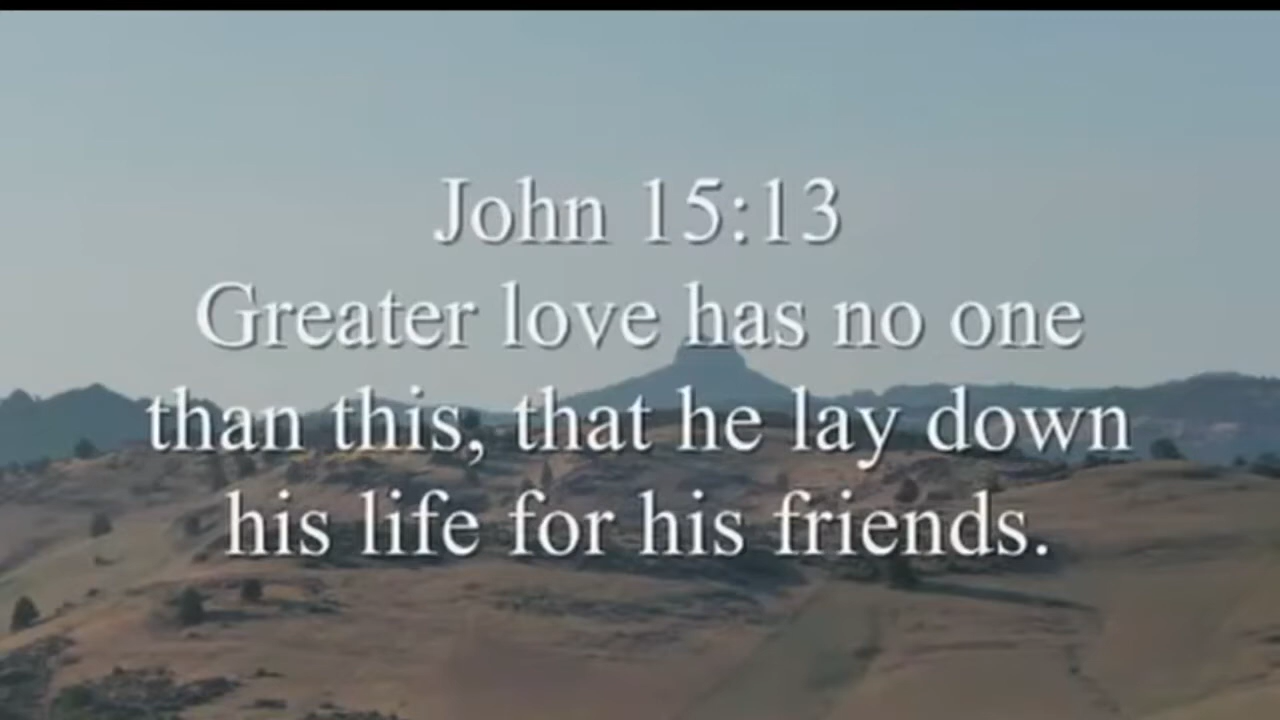 John 15:13
Greater love has no one
than this, that he lay down
his life for his friends.